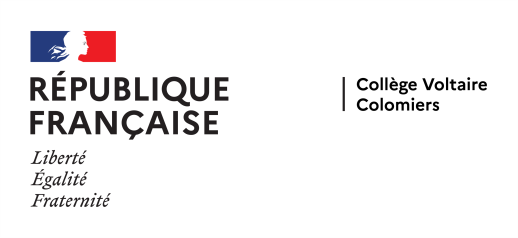 RÉPUBLIQUE
FRANÇAISE
Liberté
Égalité
Fraternité
Collège Voltaire
Colomiers